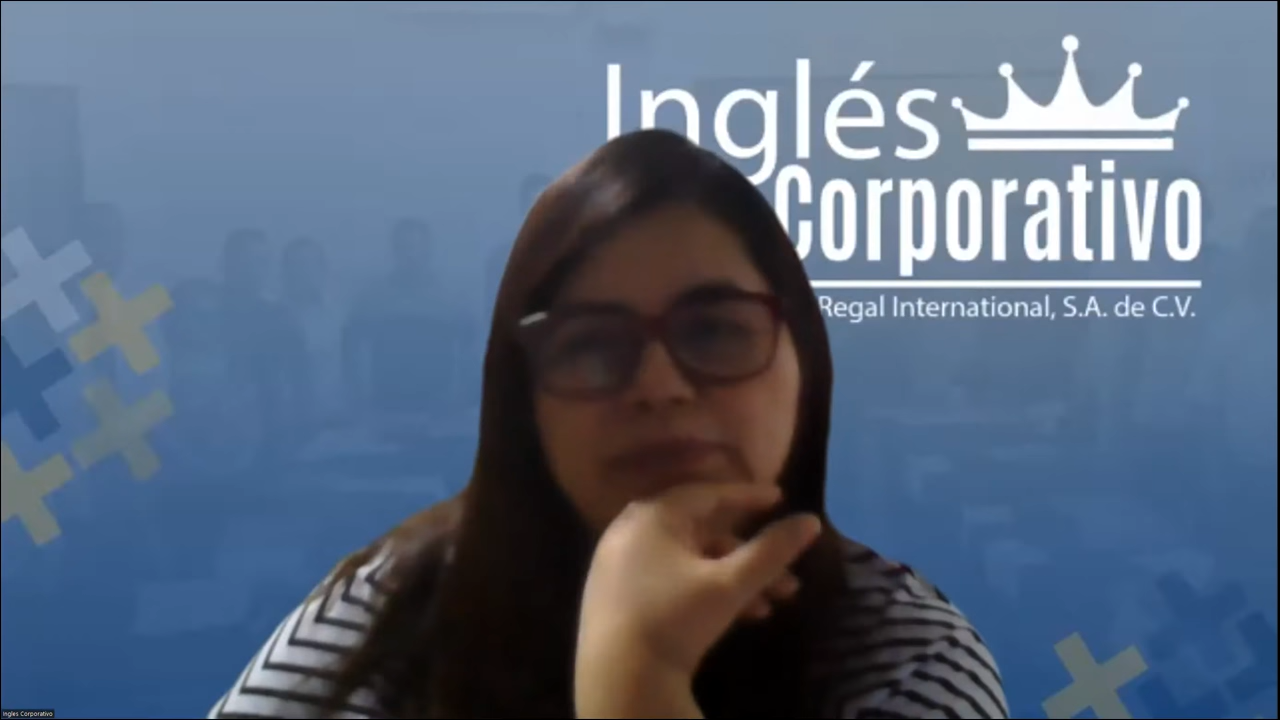 Inglés
Corporativo
Regal International, S.A. de C.V.
Ingles Corporativo